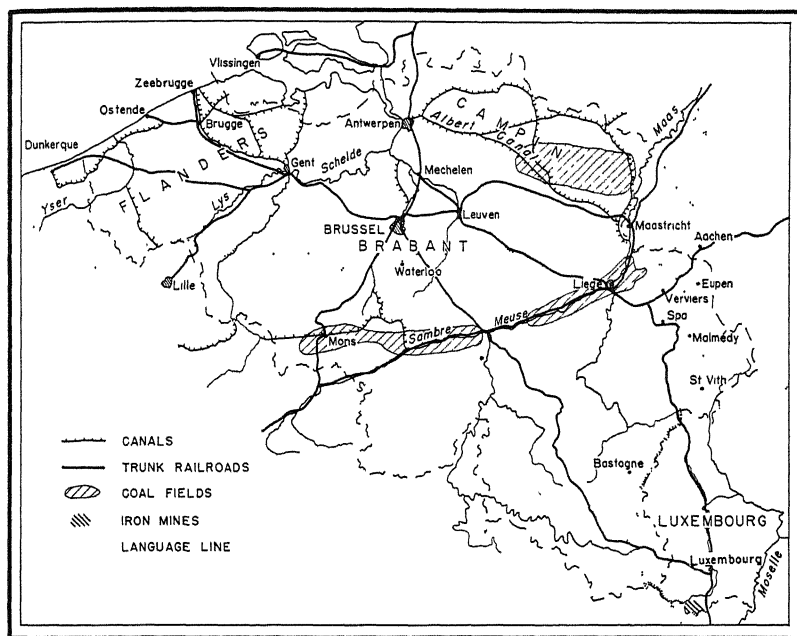 Vlissingen
Zeebrugge
Ostende
Brugge
Dunkerque
FLANDERS
Gent
Schelde
Antwerpen
CAMPIN
Albert Canal
Maas
Mechelen
Yser
Lys
BRUSSEL
Leuven
BRABANT
Maastricht
Aachen
Waterloo
Lille
Liege
Eupen
Verviers
Meuse
Spa
Sambre
Mons
Malmédy
St Vith
CANALS
TRUNK RAILROADS
Bastogne
COAL FIELDS
IRON MINES
LUXEMBOURG
LANGUAGE LINE
Luxembourg
Moselle